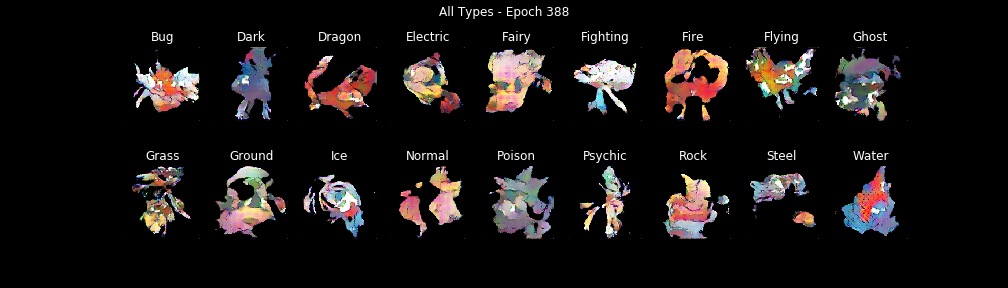 All Types - Epoch 388
Bug Dark Dragon Electric Fairy Fighting Fire Flying Ghost
Grass Ground Ice Normal Poison Psychic Rock Steel Water